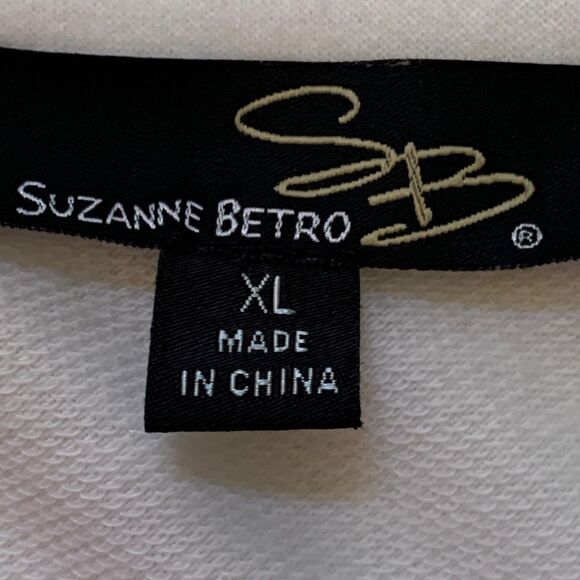 SB
SUZANNE BETRO ®
XL
MADE
IN CHINA